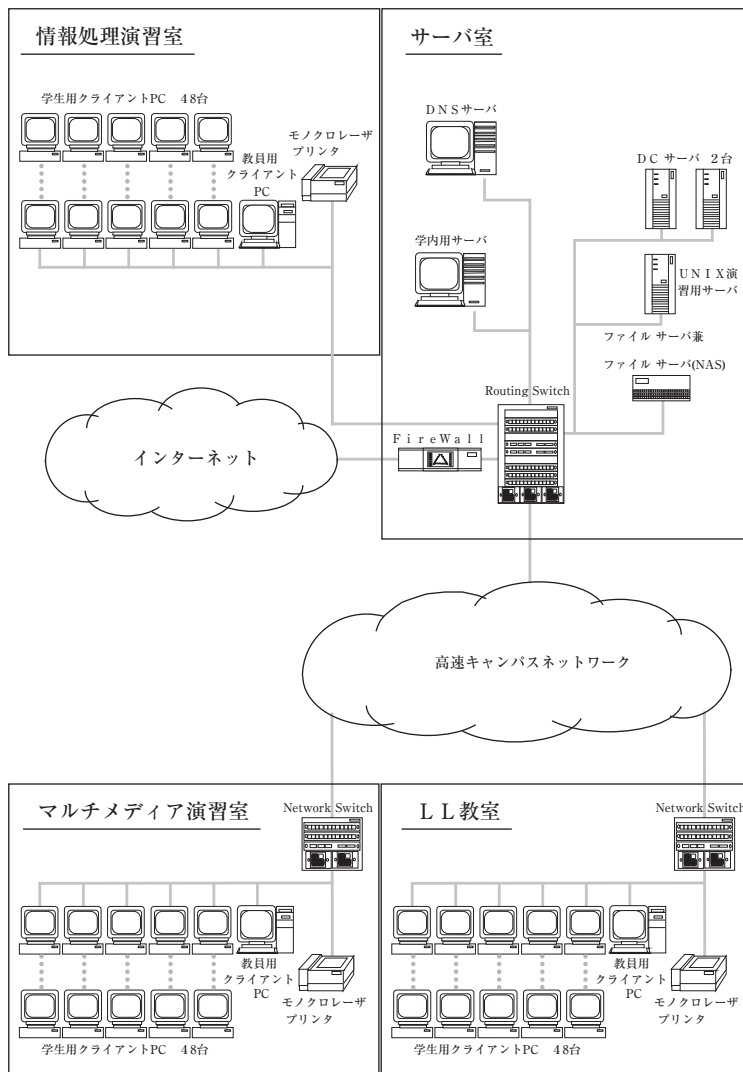 情報処理演習室
学生用クライアントPC 48台
教員用
クライアント
PC
モノクロレーザ
プリンタ
サーバ室
DNSサーバ
DC サーバ 2台
学内用サーバ
UNIX演
習用サーバ
ファイル サーバ兼
ファイル サーバ(NAS)
Routing Switch
FireWall
インターネット
高速キャンパスネットワーク
マルチメディア演習室
Network Switch
教員用
クライアント
PC
モノクロレーザ
プリンタ
学生用クライアントPC 48台
LL教室
Network Switch
教員用
クライアント
PC
モノクロレーザ
プリンタ
学生用クライアントPC 48台